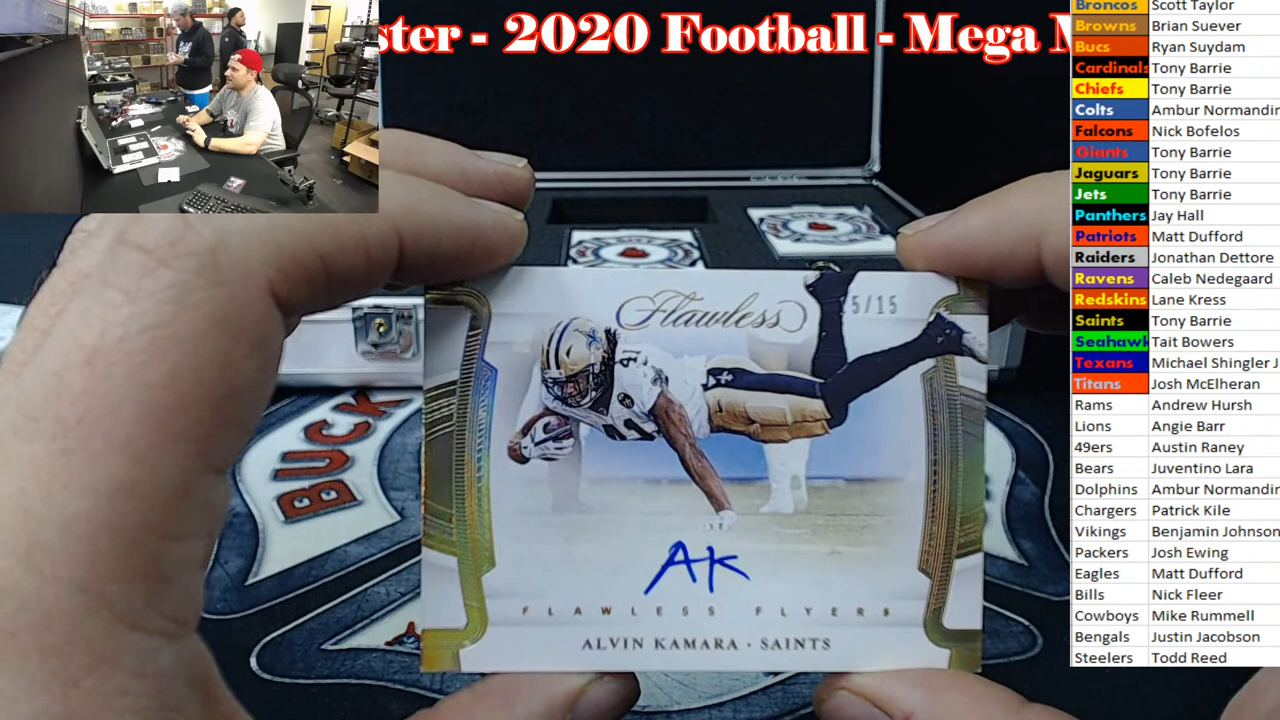 ster - 2020 Football - Mega
Broncos Scott Taylor
Browns Brian Suever
Bucs Ryan Suydam
Cardinals Tony Barrie
Chiefs Tony Barrie
Colts Ambur Normandin
Falcons Nick Bofelos
Giants Tony Barrie
Jaguars Tony Barrie
Jets Tony Barrie
Panthers Jay Hall
Patriots Matt Dufford
Raiders Jonathan Dettore
Ravens Caleb Nedegaard
Redskins Lane Kress
Saints Tony Barrie
Seahawk Tait Bowers
Texans Michael Shingler J
Titans Josh McElheran
Rams Andrew Hursh
Lions Angie Barr
49ers Austin Raney
Bears Juventino Lara
Dolphins Ambur Normandin
Chargers Patrick Kile
Vikings Benjamin Johnson
Packers Josh Ewing
Eagles Matt Dufford
Bills Nick Fleer
Cowboys Mike Rummell
Bengals Justin Jacobson
Steelers Todd Reed
Flawless
5/15
41
BUCK
AK
FLAWLESS FLYERS
ALVIN KAMARA · SAINTS